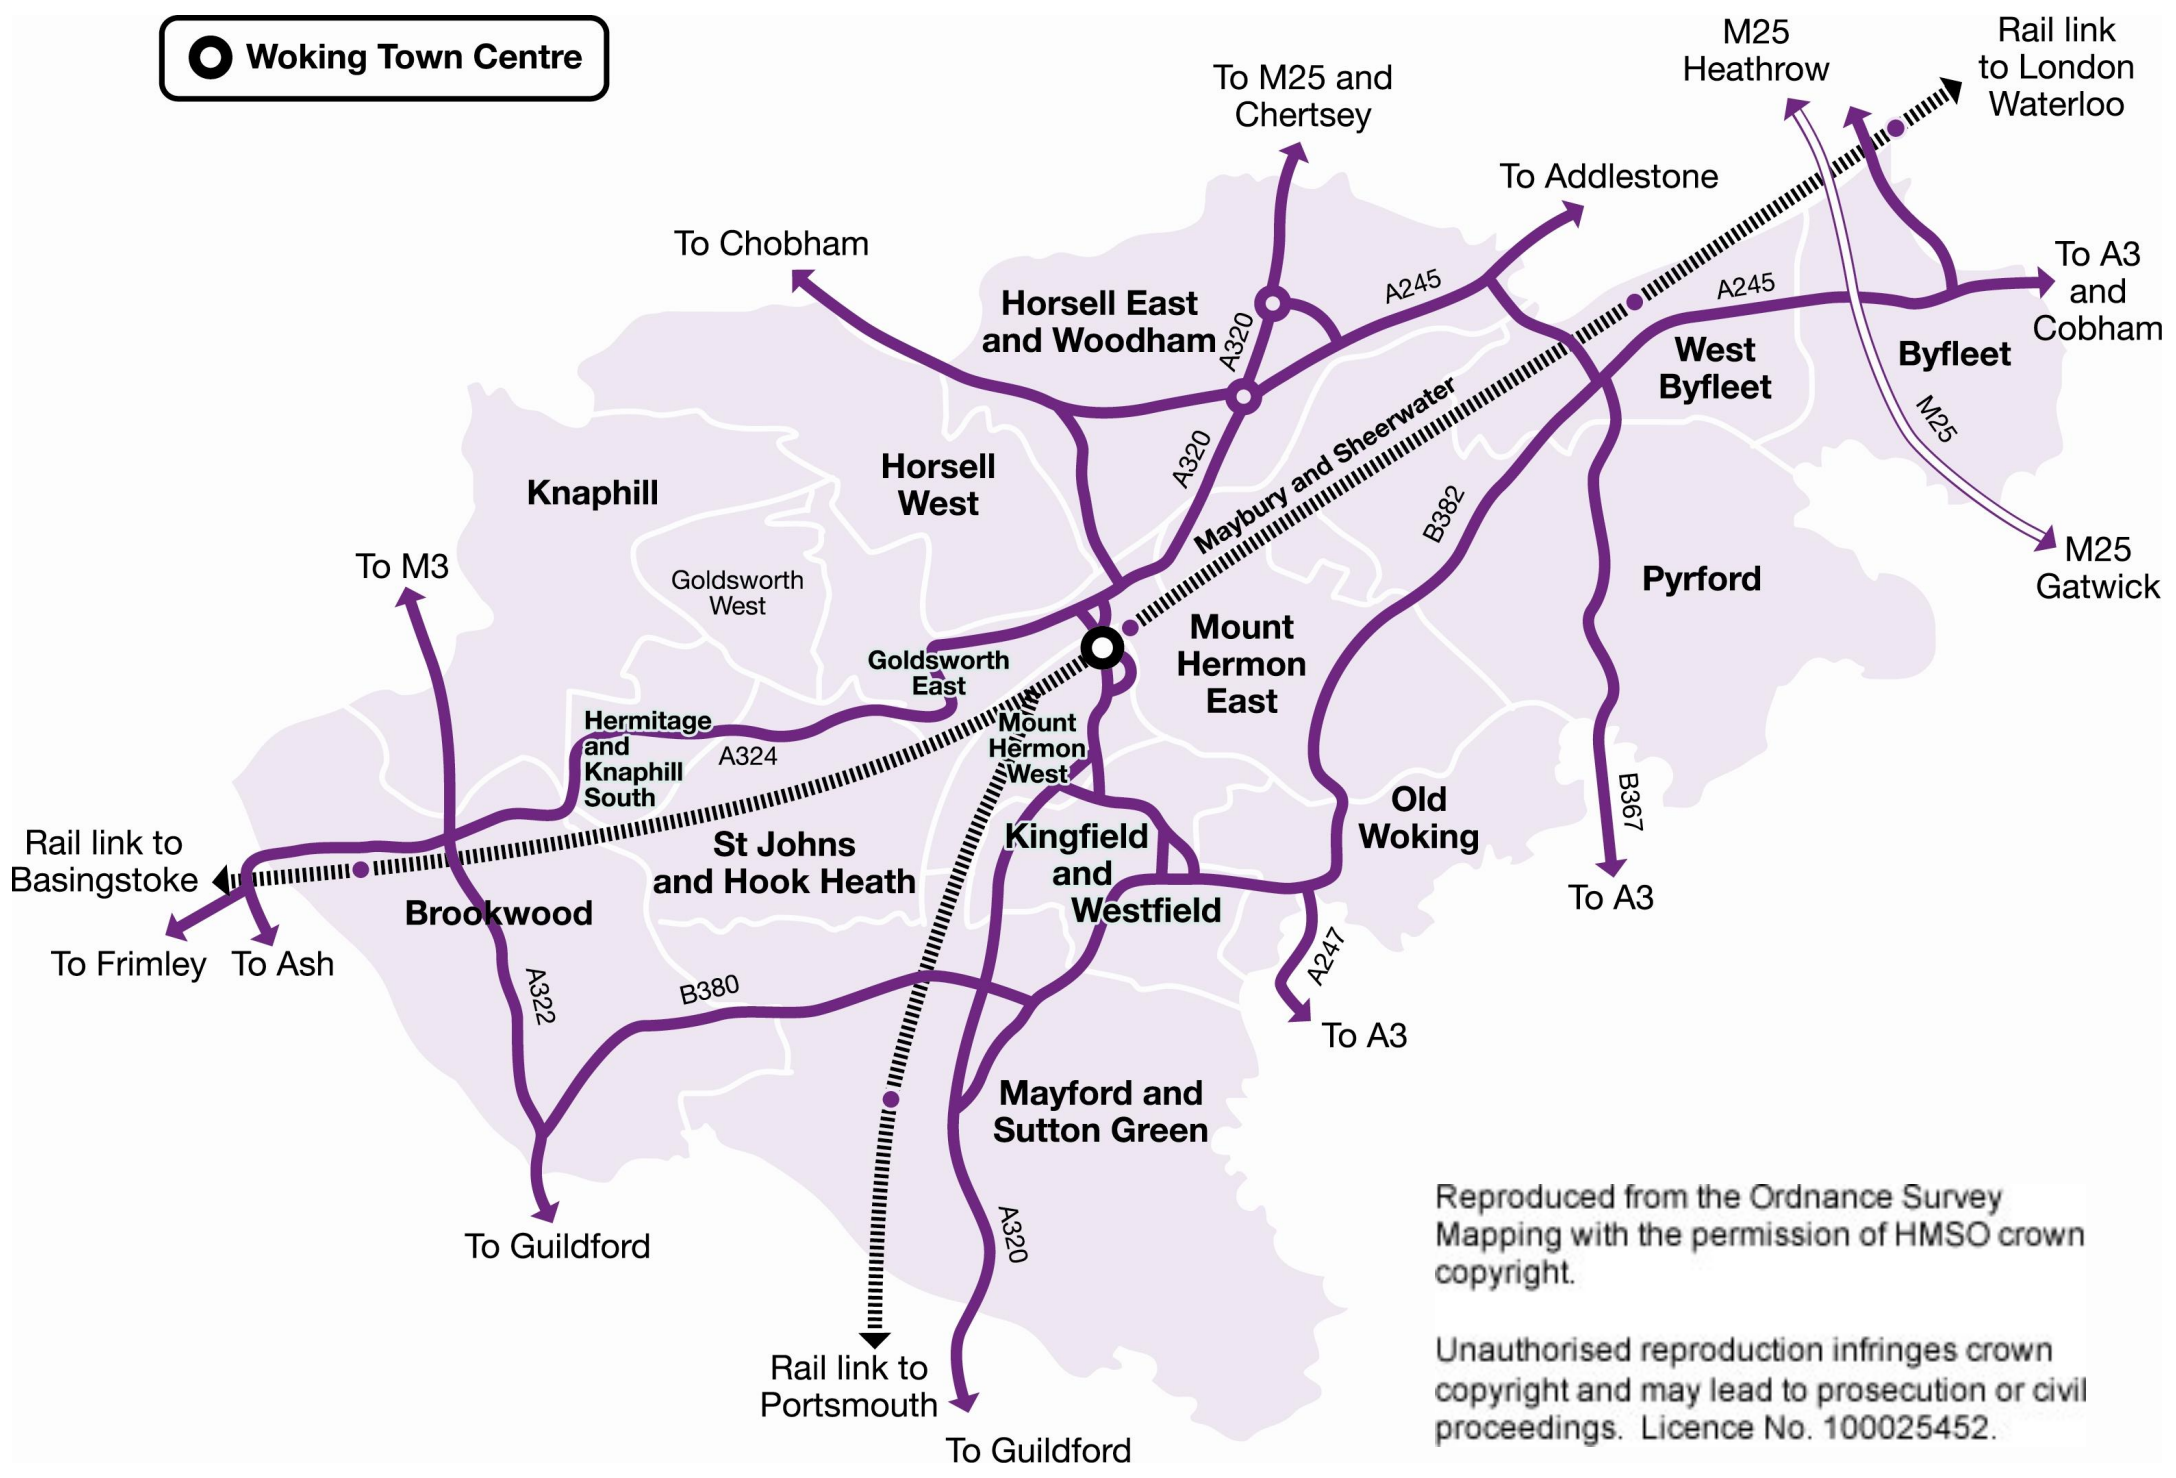 Woking Town Centre
M25
Heathrow
Rail link
to London
Waterloo
To M25 and
Chertsey
To Addlestone
To Chobham
To A3
and
Cobham
Horsell East
and Woodham
A320
A245
A245
West
Byfleet
Byfleet
M25
Maybury and Sheerwater
A320
Horsell
West
Knaphill
B382
M25
Gatwick
To M3
Goldsworth
West
Pyrford
Mount
Hermon
East
Goldsworth
East
Hermitage
and
Knaphill
South
A324
Mount
Hermon
West
Old
Woking
B367
To A3
Rail link to
Basingstoke
St Johns
and Hook Heath
Kingfield
and
Westfield
Brookwood
To Frimley
To Ash
A322
B380
A247
To A3
Mayford and
Sutton Green
A320
To Guildford
Rail link to
Portsmouth
To Guildford
Reproduced from the Ordnance Survey
Mapping with the permission of HMSO crown
copyright.
Unauthorised reproduction infringes crown
copyright and may lead to prosecution or civil
proceedings. Licence No. 100025452.